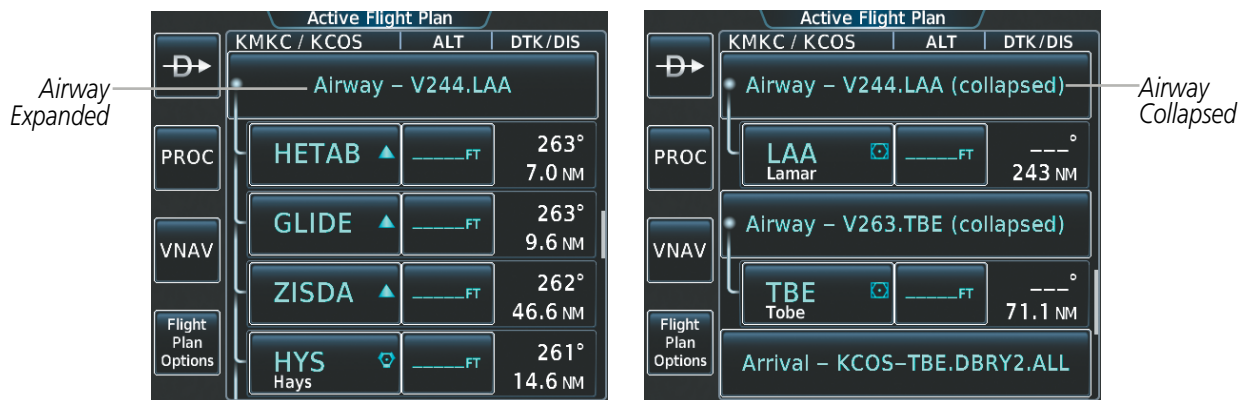 Airway
Expanded
Active Flight Plan
KMKC / KCOS ALT DTK/DIS
D
Airway – V244.LAA
PROC
HETAB _____FT 263°
7.0 NM
VNAV
GLIDE _____FT 263°
9.6 NM
ZISDA _____FT 262°
46.6 NM
Flight
Plan
Options
HYS _____FT 261°
Hays 14.6 NM
Active Flight Plan
KMKC / KCOS ALT DTK/DIS
D
Airway – V244.LAA (collapsed)
PROC
LAA _____FT ___°
Lamar 243 NM
VNAV
Airway – V263.TBE (collapsed)
TBE _____FT ___°
Tobe 71.1 NM
Flight
Plan
Options
Arrival – KCOS–TBE.DBRY2.ALL
Airway
Collapsed